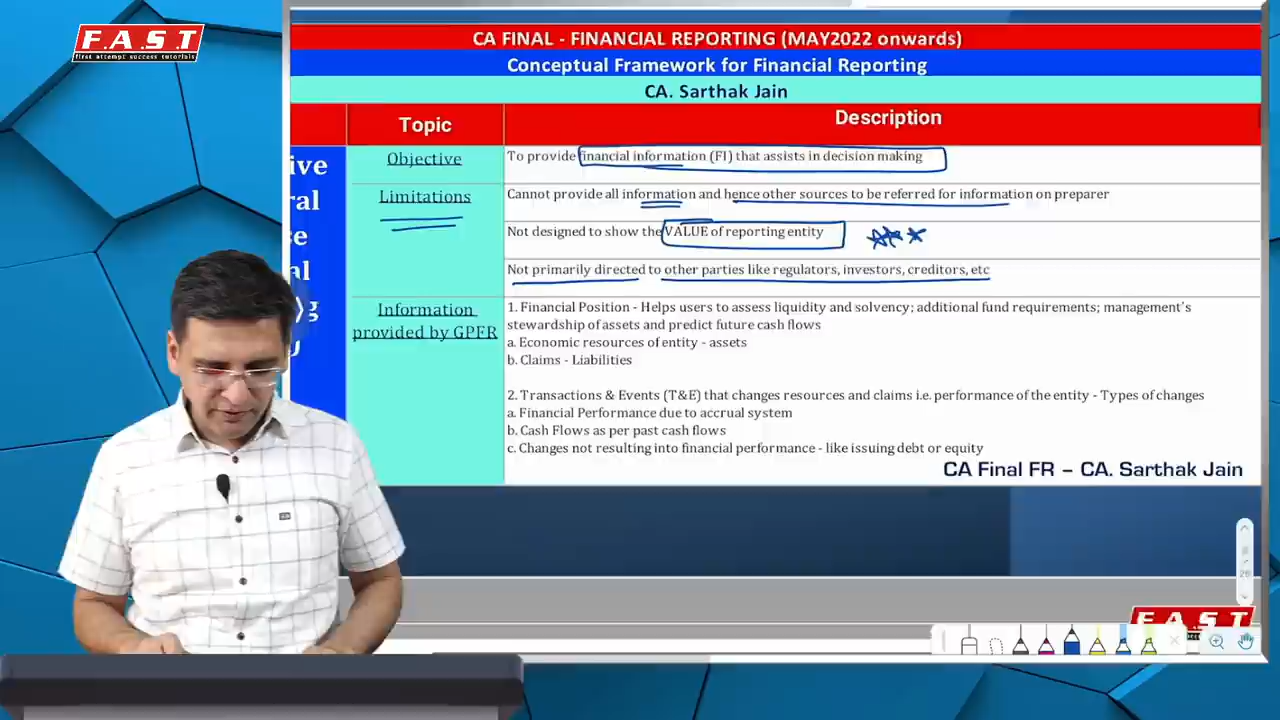 F.A.S.T
first attempt success tutorials
CA FINAL - FINANCIAL REPORTING (MAY2022 onwards)
Conceptual Framework for Financial Reporting
CA. Sarthak Jain
Topic
Description
Objective
To provide financial information (FI) that assists in decision making
Limitations
Cannot provide all information and hence other sources to be referred for information on preparer
Not designed to show the VALUE of reporting entity
Not primarily directed to other parties like regulators, investors, creditors, etc
Information
provided by GPFR
1. Financial Position - Helps users to assess liquidity and solvency; additional fund requirements; management's
stewardship of assets and predict future cash flows
a. Economic resources of entity - assets
b. Claims - Liabilities
2. Transactions & Events (T&E) that changes resources and claims i.e. performance of the entity - Types of changes
a. Financial Performance due to accrual system
b. Cash Flows as per past cash flows
c. Changes not resulting into financial performance - like issuing debt or equity
CA Final FR – CA. Sarthak Jain
F.A.S.T